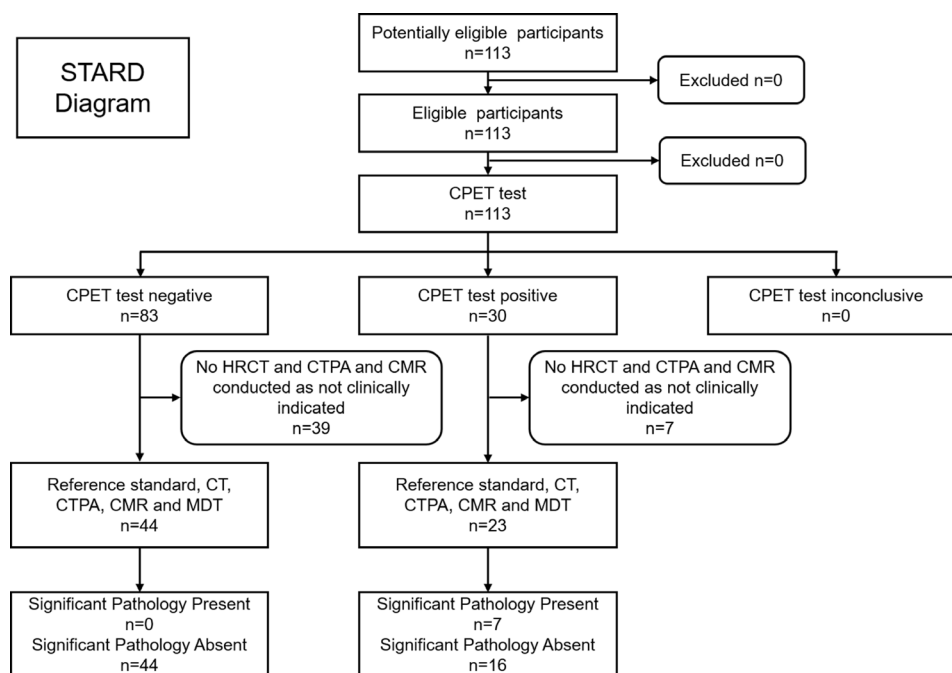 STARD
Diagram
Potentially eligible participants
n=113
Excluded n=0
Eligible participants
n=113
Excluded n=0
CPET test
n=113
CPET test negative
n=83
CPET test positive
n=30
CPET test inconclusive
n=0
No HRCT and CTPA and CMR
conducted as not clinically
indicated
n=39
No HRCT and CTPA and CMR
conducted as not clinically
indicated
n=7
Reference standard, CT,
CTPA, CMR and MDT
n=44
Reference standard, CT,
CTPA, CMR and MDT
n=23
Significant Pathology Present
n=0
Significant Pathology Absent
n=44
Significant Pathology Present
n=7
Significant Pathology Absent
n=16